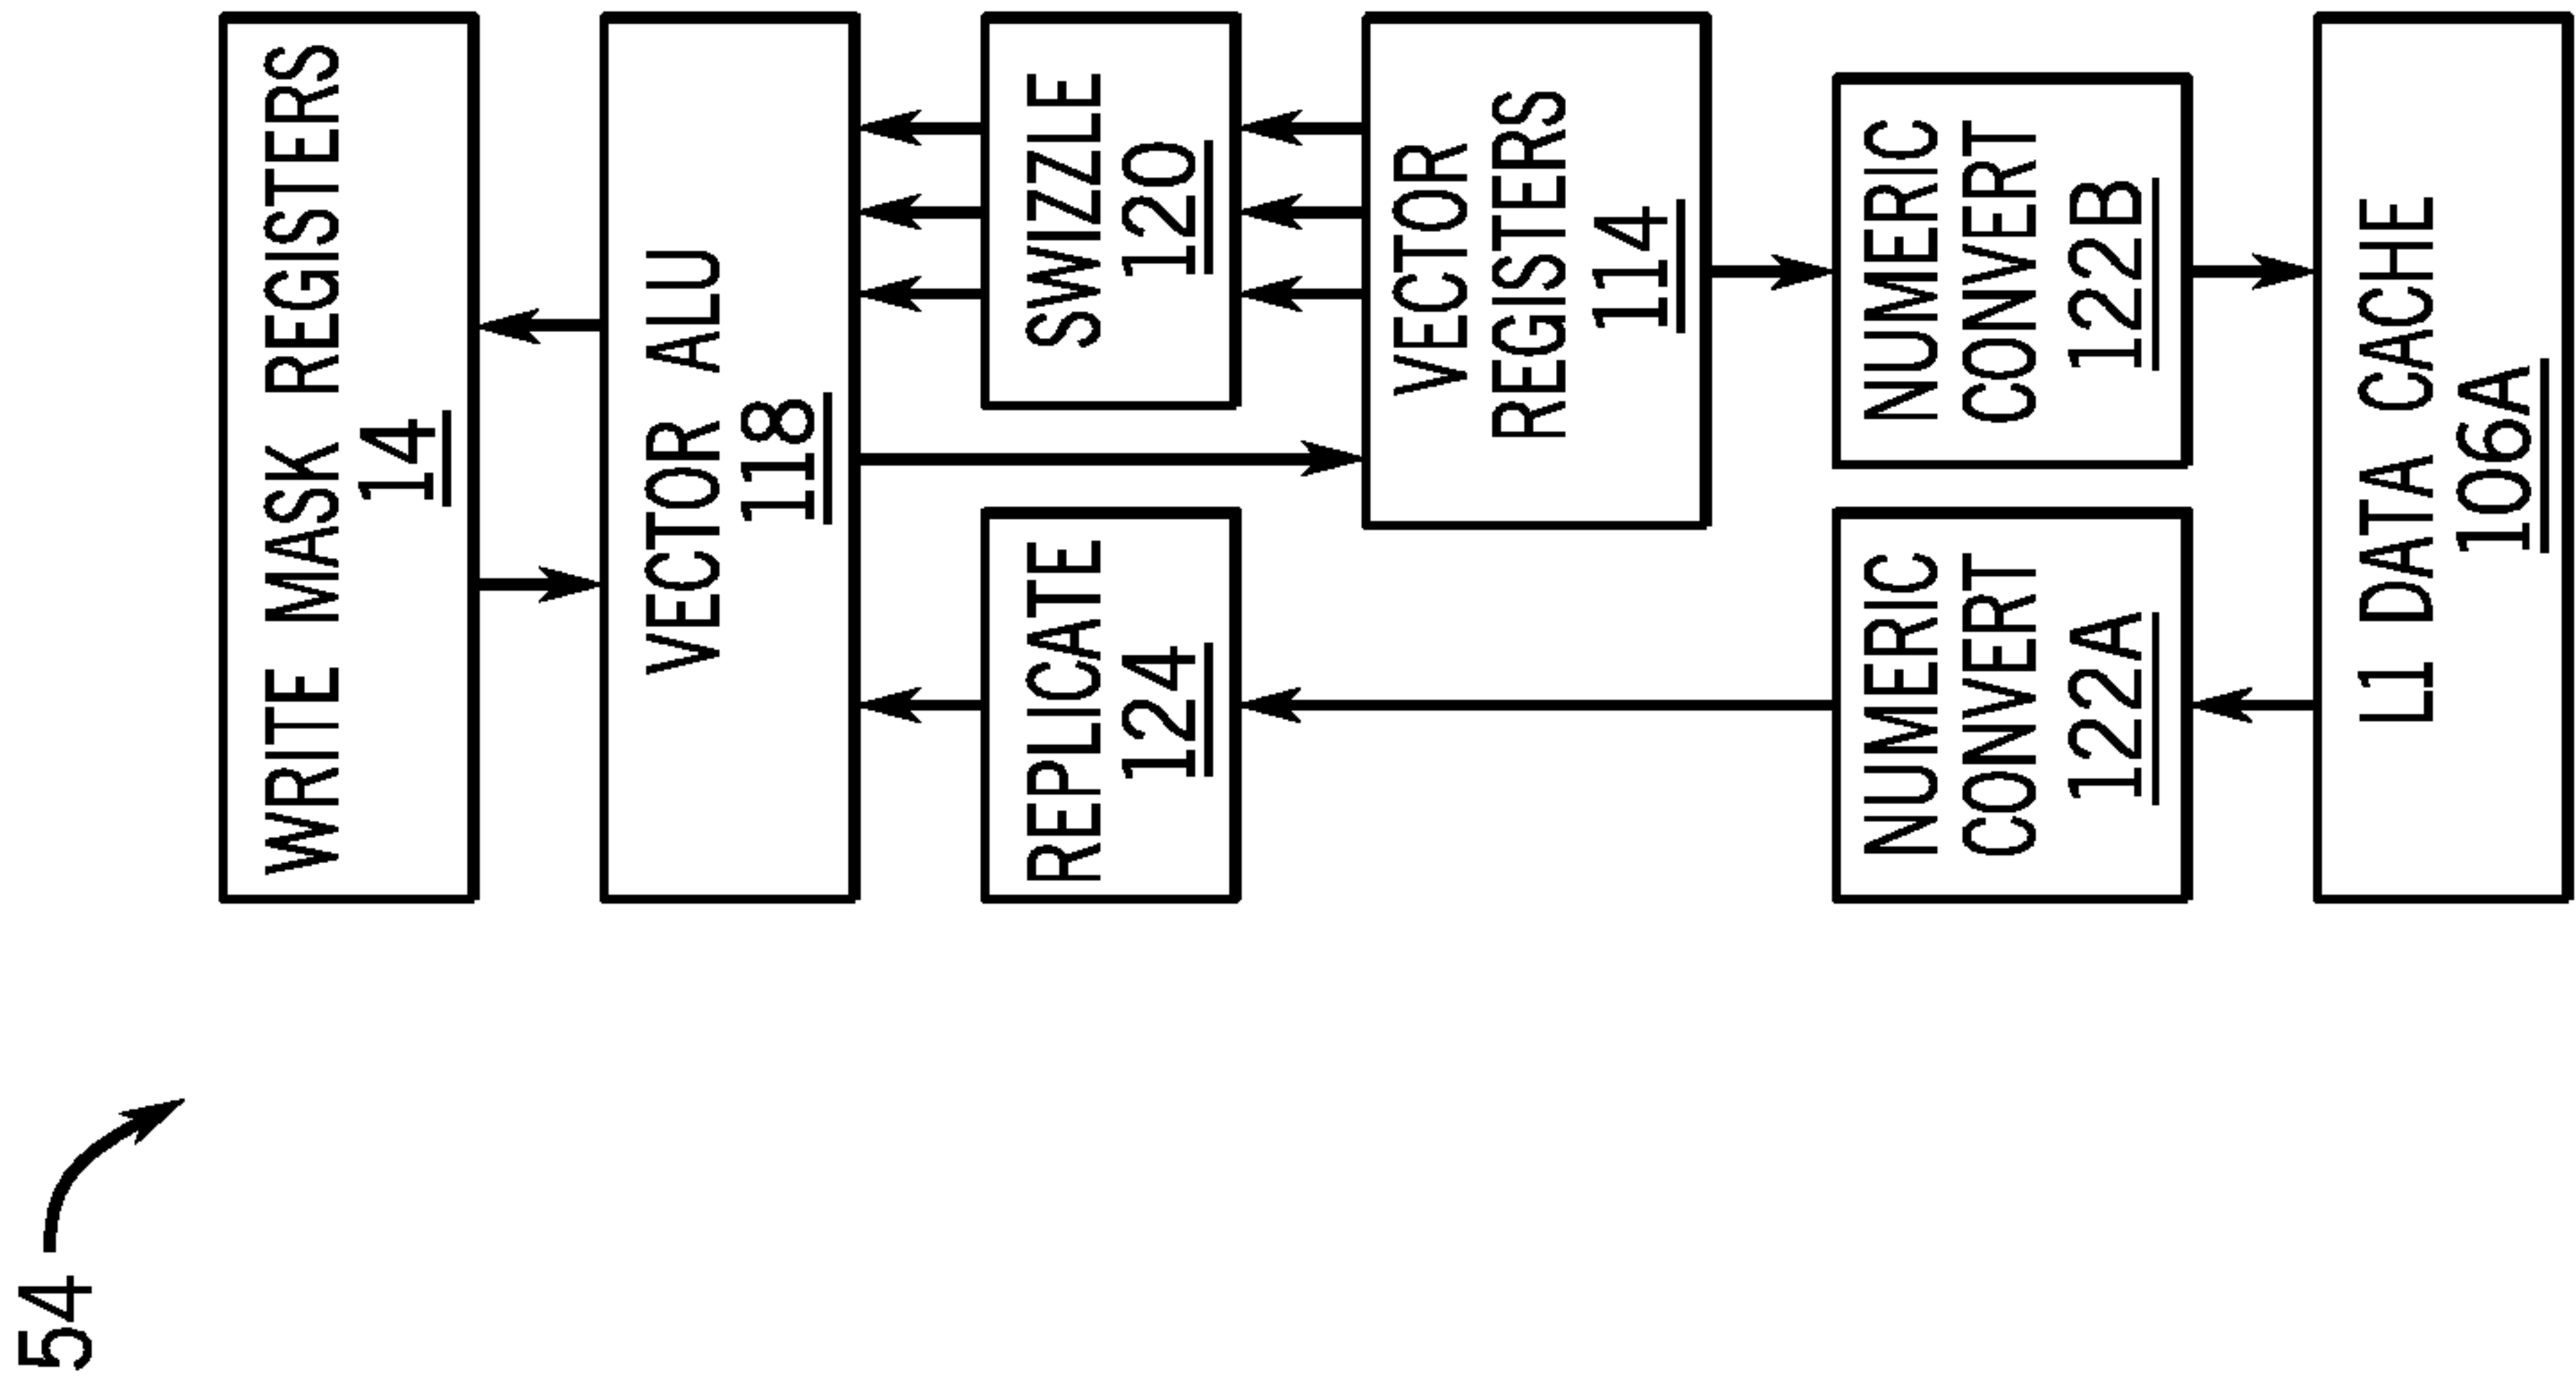 WRITE MASK REGISTERS
14
VECTOR ALU
118
REPLICATE
124
SWIZZLE
120
VECTOR
REGISTERS
114
NUMERIC
CONVERT
122A
NUMERIC
CONVERT
122B
L1 DATA CACHE
106A
54